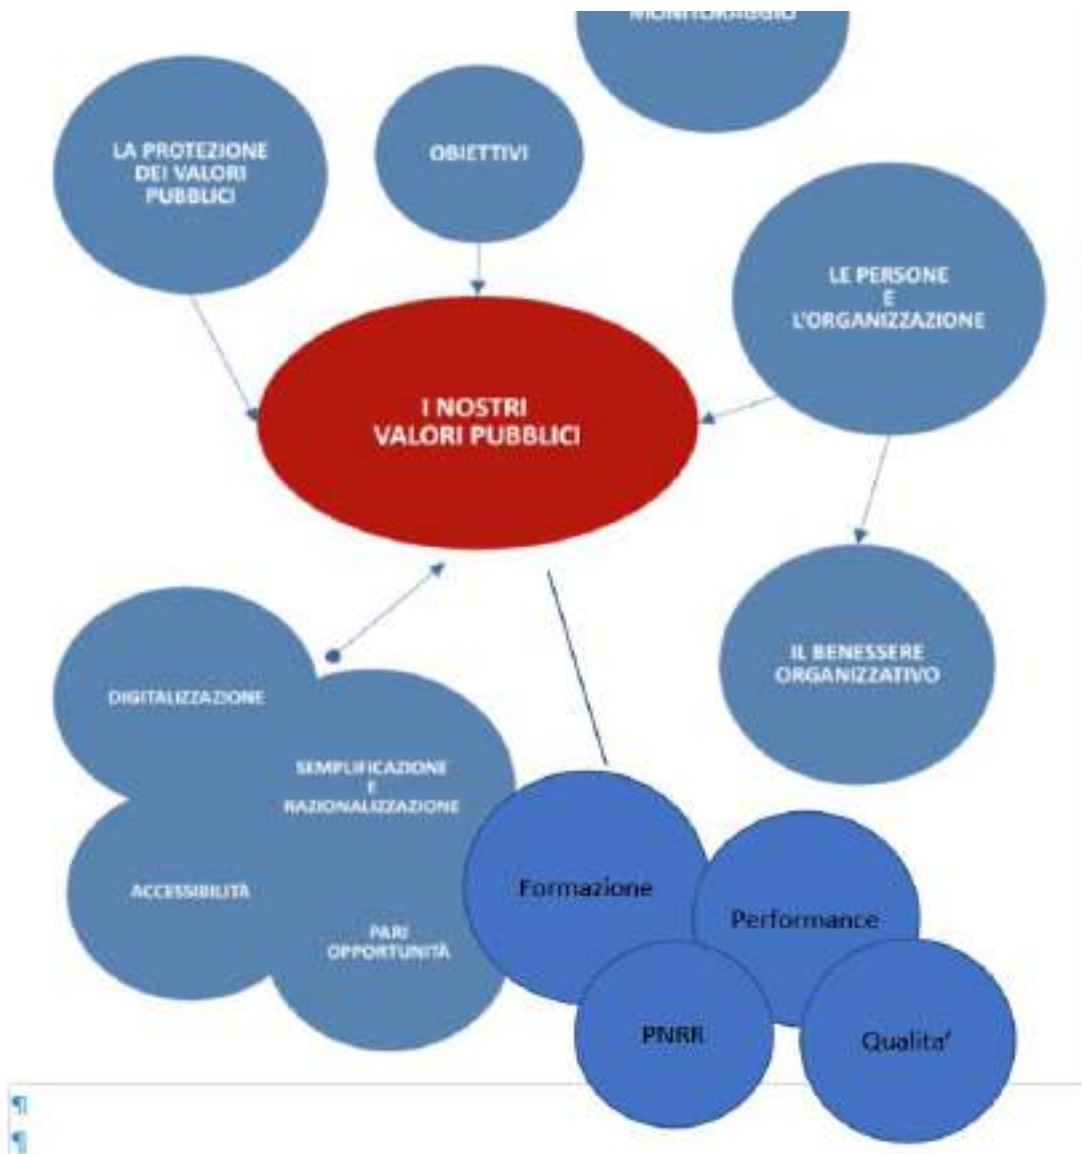 MONITORAGGIO
LA PROTEZIONE
DEI VALORI
PUBBLICI
OBIETTIVI
LE PERSONE
E
L'ORGANIZZAZIONE
I NOSTRI
VALORI PUBBLICI
IL BENESSERE
ORGANIZZATIVO
DIGITALIZZAZIONE
SEMPLIFICAZIONE
E
RAZIONALIZZAZIONE
ACCESSIBILITÀ
PARI
OPPORTUNITÀ
Formazione
Performance
PNRR
Qualita'
¶
¶